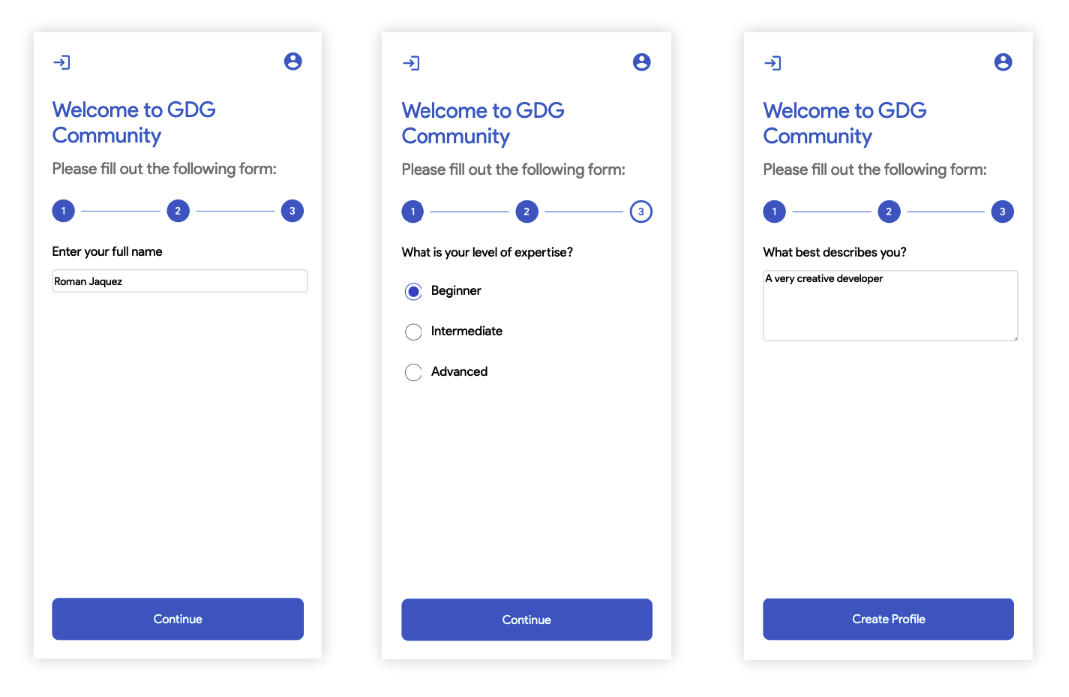 Welcome to GDG
Community
Please fill out the following form:
1 2 3
Enter your full name
Roman Jaquez
Continue
Welcome to GDG
Community
Please fill out the following form:
1 2 3
What is your level of expertise?
Beginner
Intermediate
Advanced
Continue
Welcome to GDG
Community
Please fill out the following form:
1 2 3
What best describes you?
A very creative developer
Create Profile